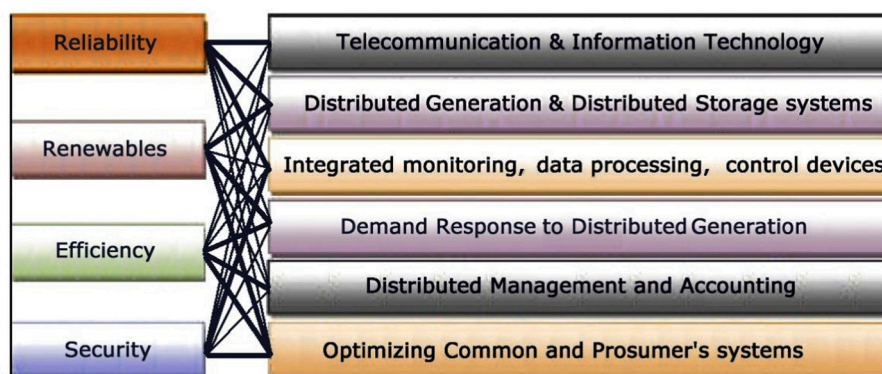 Reliability
Telecommunication & Information Technology
Distributed Generation & Distributed Storage systems
Renewables
Integrated monitoring, data processing, control devices
Demand Response to Distributed Generation
Efficiency
Distributed Management and Accounting
Security
Optimizing Common and Prosumer's systems